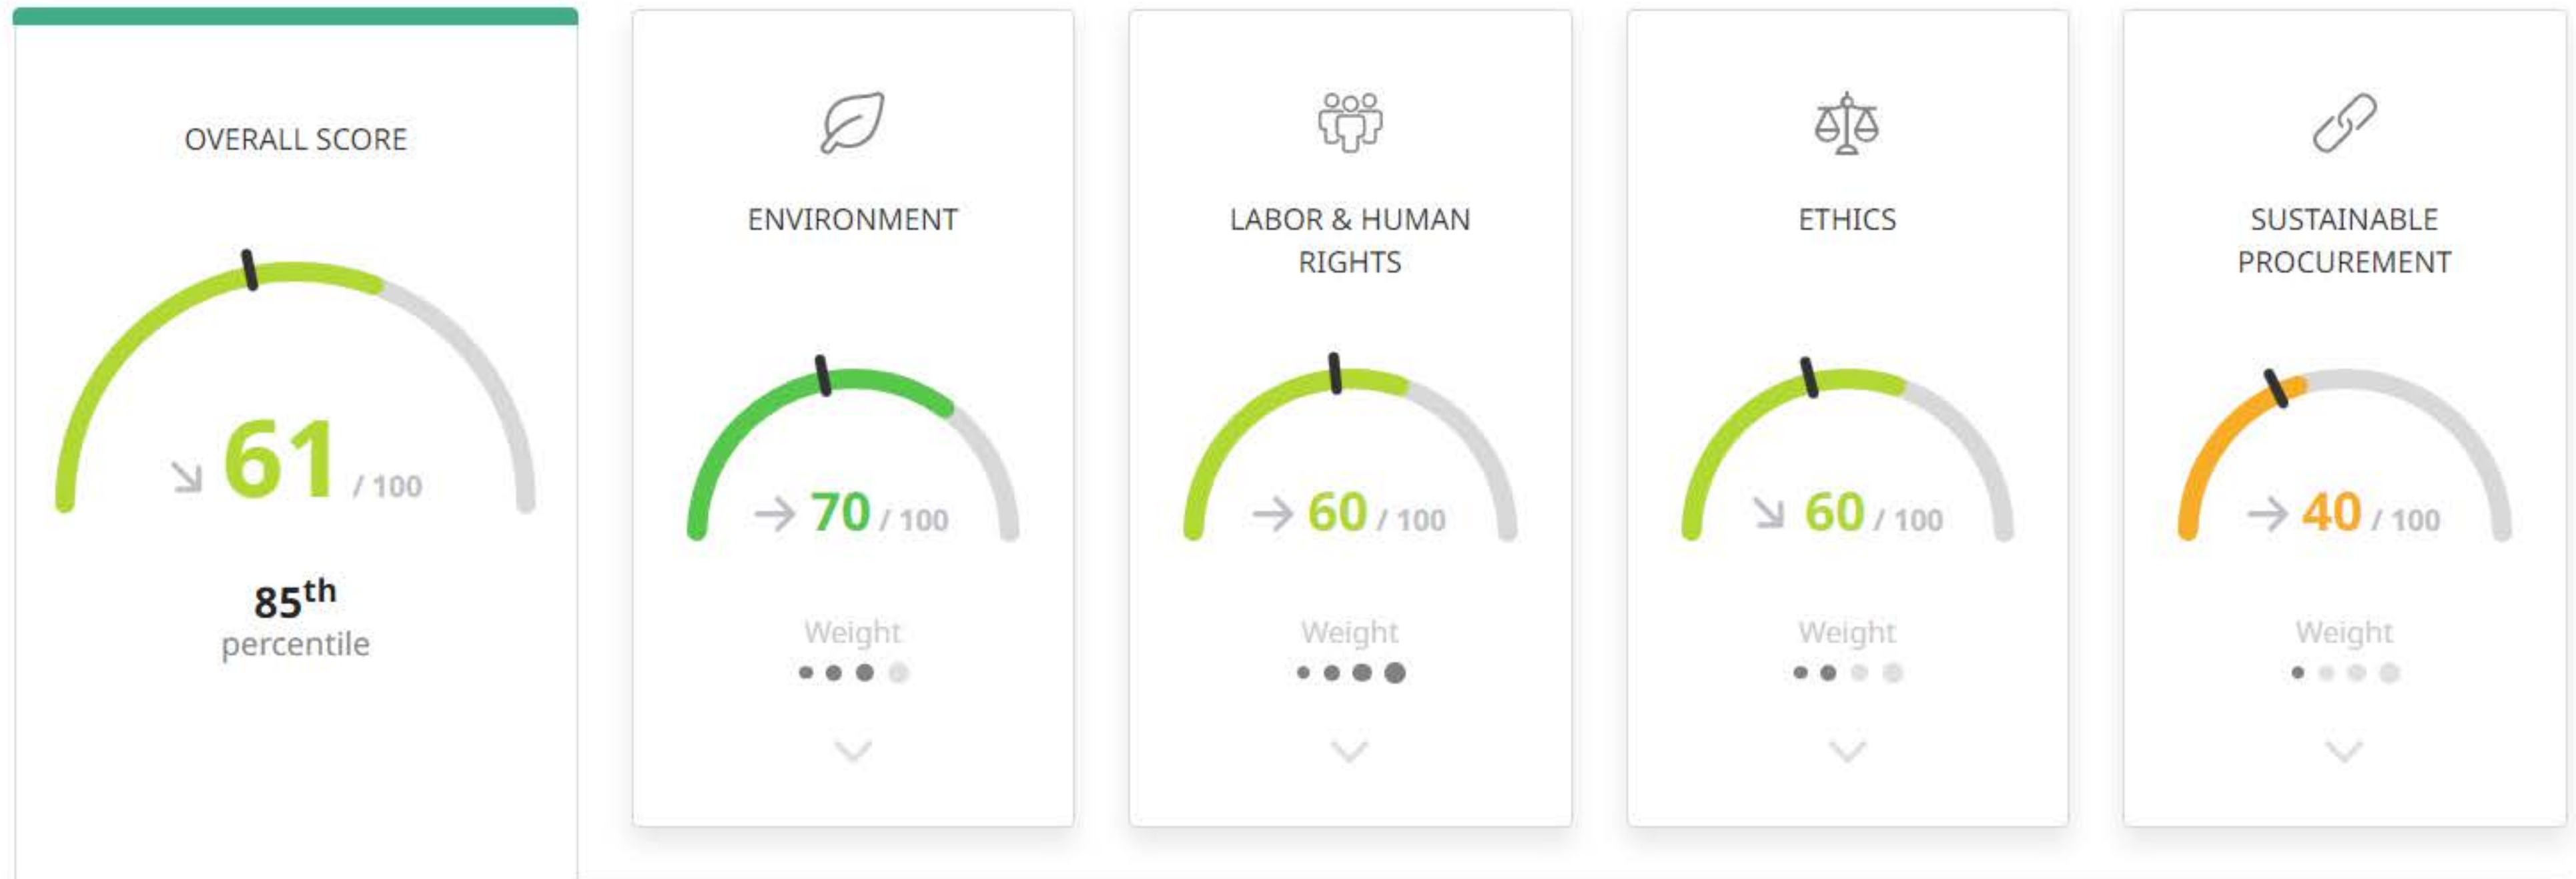 OVERALL SCORE
61 / 100
85th
percentile
ENVIRONMENT
70 / 100
Weight
LABOR & HUMAN
RIGHTS
60 / 100
Weight
ETHICS
60 / 100
Weight
SUSTAINABLE
PROCUREMENT
40 / 100
Weight